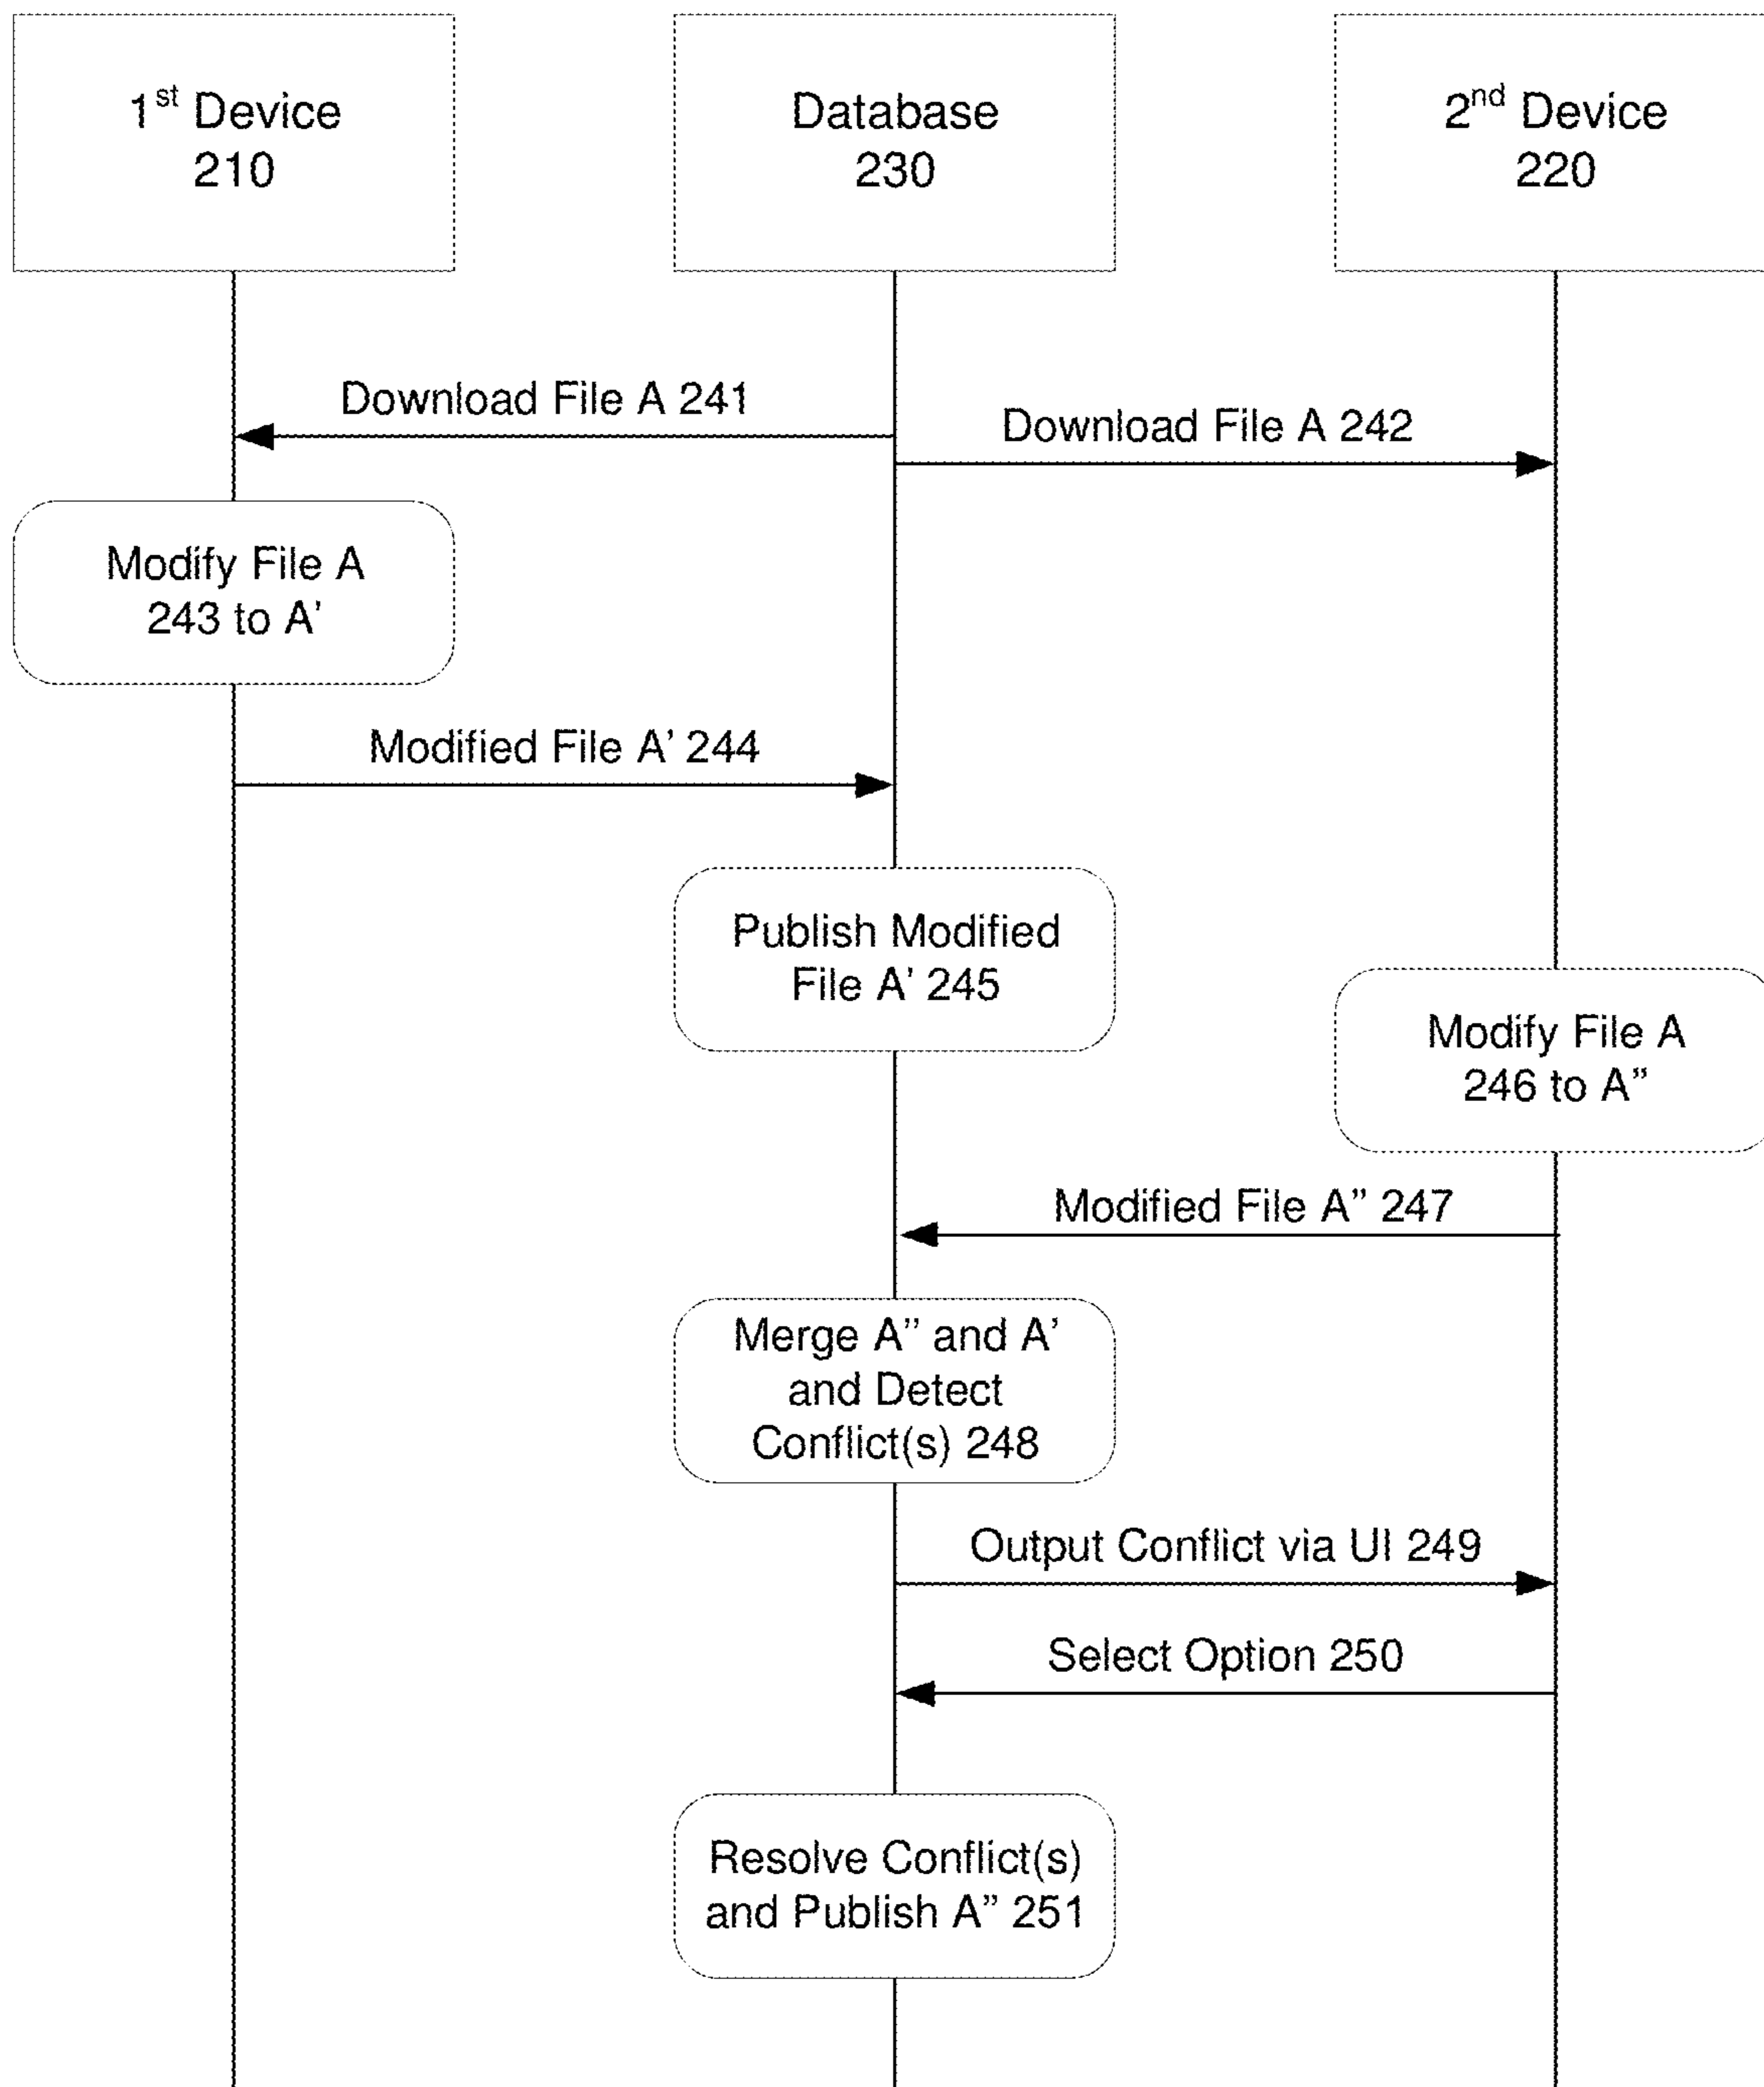 1st Device
210
Database
230
2nd Device
220
Download File A 241
Download File A 242
Modify File A
243 to A'
Modified File A' 244
Publish Modified
File A' 245
Modify File A
246 to A”
Modified File A” 247
Merge A” and A'
and Detect
Conflict(s) 248
Output Conflict via UI 249
Select Option 250
Resolve Conflict(s)
and Publish A” 251